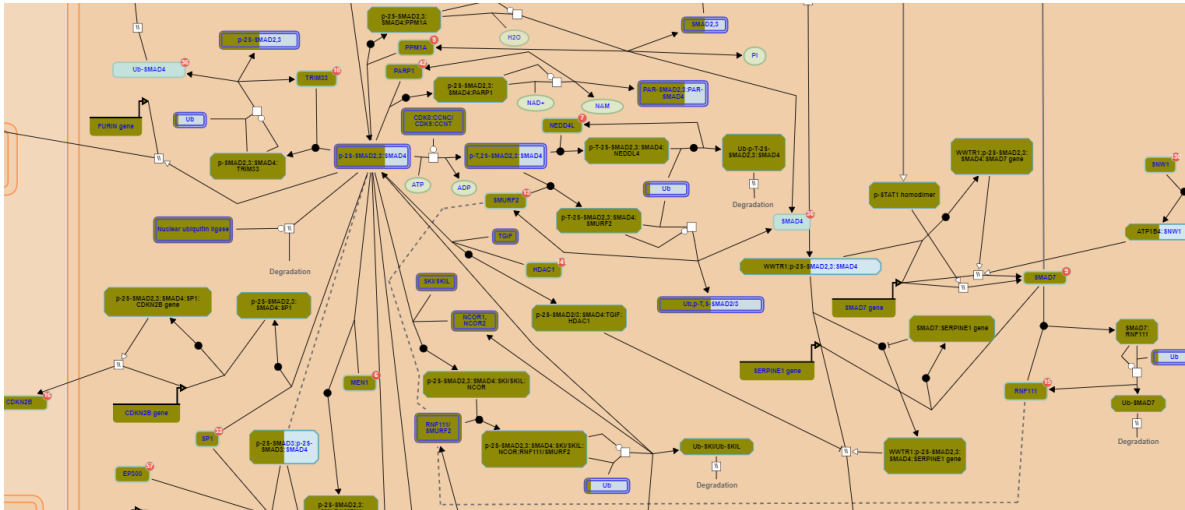 p-2S-SMAD2,3:
SMAD4:PPM1A
SMAD2,3
H2O
p-2S-SMAD2,3
PPM1A
PI
Ub-SMAD4
TRIM33
PARP1
p-2S-SMAD2,3:
SMAD4:PARP1
PAR-SMAD2,3:PAR-
SMAD4
NAD+
NAM
FURIN gene
Ub
CDK8:CCNC/
CDK9:CCNT
NEDD4L
7
p-2S-SMAD2,3:SMAD4
p-T,2S-SMAD2,3:SMAD4
p-T-2S-SMAD2,3:SMAD4:
NEDD4L
Ub:p-T-2S-
SMAD2,3:SMAD4
WWTR1:p-2S-SMAD2,3:
SMAD4:SMAD7 gene
SNW1
p-2S-SMAD2,3:SMAD4:
TRIM33
ATP
ADP
Ub
p-STAT1 homodimer
SMURF2
Degradation
p-T-2S-SMAD2,3:SMAD4:
SMURF2
SMAD4
Nuclear ubiquitin ligase
TGIF
ATP1B4:SNW1
Degradation
HDAC1
WWTR1:p-2S-SMAD2,3:SMAD4
SMAD7
SKI/SKIL
p-2S-SMAD2,3:SMAD4:SP1:
CDKN2B gene
p-2S-SMAD2,3:
SMAD4:SP1
Ub,p-T,
SMAD7 gene
NCOR1,
NCOR2
p-2S-SMAD2/3:SMAD4:TGIF:
HDAC1
SMAD7:SERPINE1 gene
SMAD7:
RNF111
Ub
SERPINE1 gene
MEN1
p-2S-SMAD2,3:SMAD4:SKI/SKIL:
NCOR
RNF111
CDKN2B
CDKN2B gene
Ub-SMAD7
RNF111/
SMURF2
SP1
p-2S-SMAD3:p-2S-
SMAD3:SMAD4
p-2S-SMAD2,3:SMAD4:SKI/SKIL:
NCOR:RNF111/SMURF2
Ub-SKI/Ub-SKIL
WWTR1:p-2S-SMAD2,3:
SMAD4:SERPINE1 gene
Degradation
EP300
Ub
Degradation
p-2S-SMAD2,3: